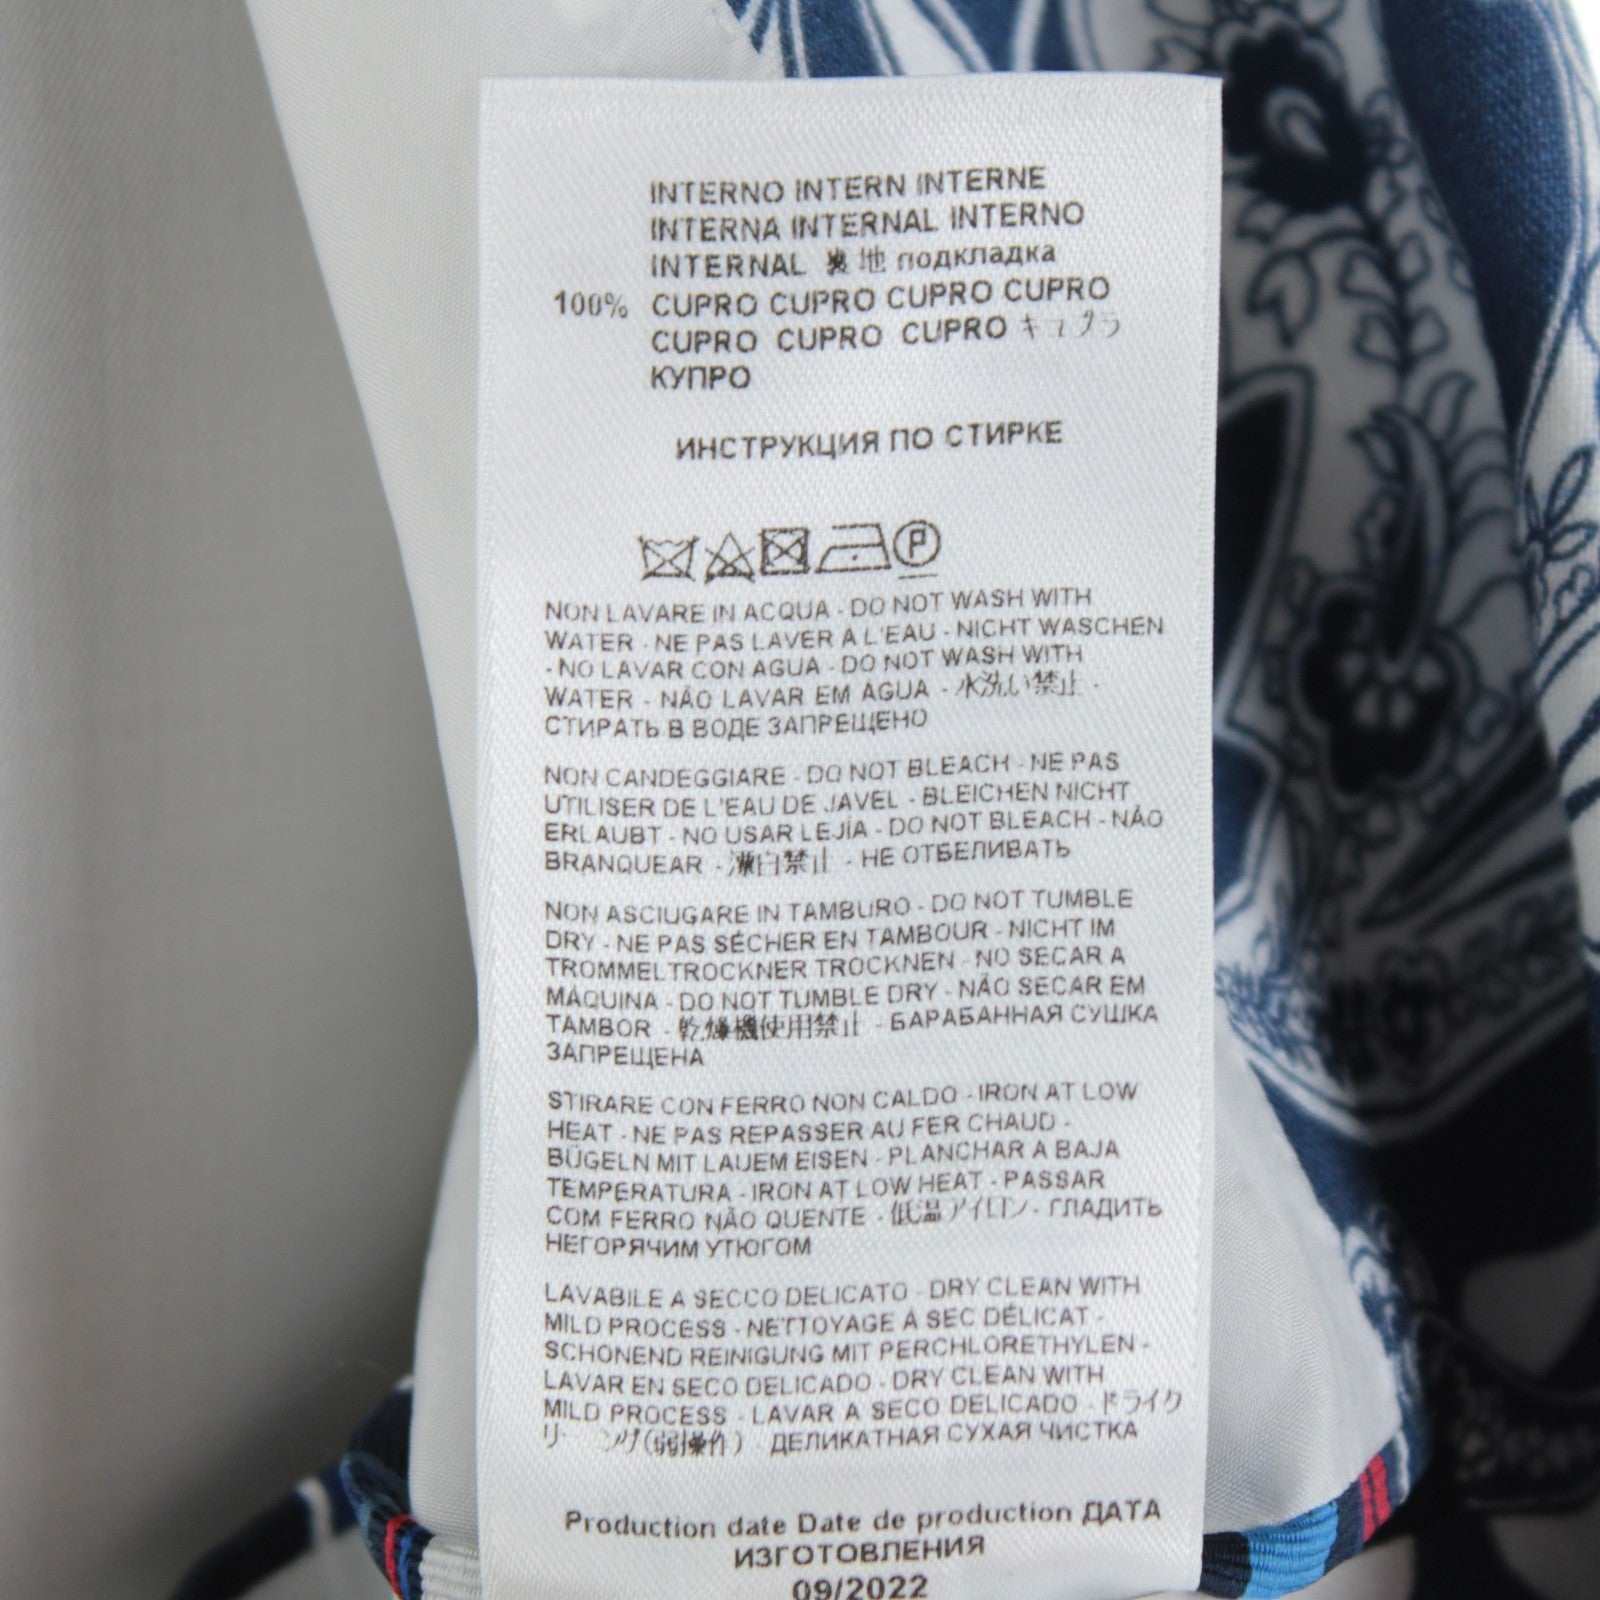 INTERNO INTERN INTERNE
INTERNA INTERNAL INTERNO
INTERNAL 裏地 подкладка
100% CUPRO CUPRO CUPRO CUPRO
CUPRO CUPRO CUPRO キュプラ
КУПРО
ИНСТРУКЦИЯ ПО СТИРКЕ
P
NON LAVARE IN ACQUA - DO NOT WASH WITH
WATER - NE PAS LAVER A L'EAU - NICHT WASCHEN
- NO LAVAR CON AGUA - DO NOT WASH WITH
WATER - NÃO LAVAR EM ÁGUA - 水洗い禁止 -
СТИРАТЬ В ВОДЕ ЗАПРЕЩЕНО
NON CANDEGGIARE - DO NOT BLEACH - NE PAS
UTILISER DE L'EAU DE JAVEL - BLEICHEN NICHT
ERLAUBT - NO USAR LEJÍA - DO NOT BLEACH - NÃO
BRANQUEAR - 漂白禁止 - НЕ ОТБЕЛИВАТЬ
NON ASCIUGARE IN TAMBURO - DO NOT TUMBLE
DRY - NE PAS SÉCHER EN TAMBOUR - NICHT IM
TROMMELTROCKNER TROCKNEN - NO SECAR A
MÁQUINA - DO NOT TUMBLE DRY - NÃO SECAR EM
TAMBOR - 乾燥機使用禁止 - БАРАБАННАЯ СУШКА
ЗАПРЕЩЕНА
STIRARE CON FERRO NON CALDO - IRON AT LOW
HEAT - NE PAS REPASSER AU FER CHAUD -
BÜGELN MIT LAUEM EISEN - PLANCHAR A BAJA
TEMPERATURA - IRON AT LOW HEAT - PASSAR
COM FERRO NÃO QUENTE - 低温アイロン - ГЛАДИТЬ
НЕГОРЯЧИМ УТЮГОМ
LAVABILE A SECCO DELICATO - DRY CLEAN WITH
MILD PROCESS - NETTOYAGE À SEC DÉLICAT -
SCHONEND REINIGUNG MIT PERCHLORETHYLEN -
LAVAR EN SECO DELICADO - DRY CLEAN WITH
MILD PROCESS - LAVAR A SECO DELICADO - ドライク
リーニング(弱操作) ДЕЛИКАТНАЯ СУХАЯ ЧИСТКА
Production date Date de production ДАТА
ИЗГОТОВЛЕНИЯ
09/2022